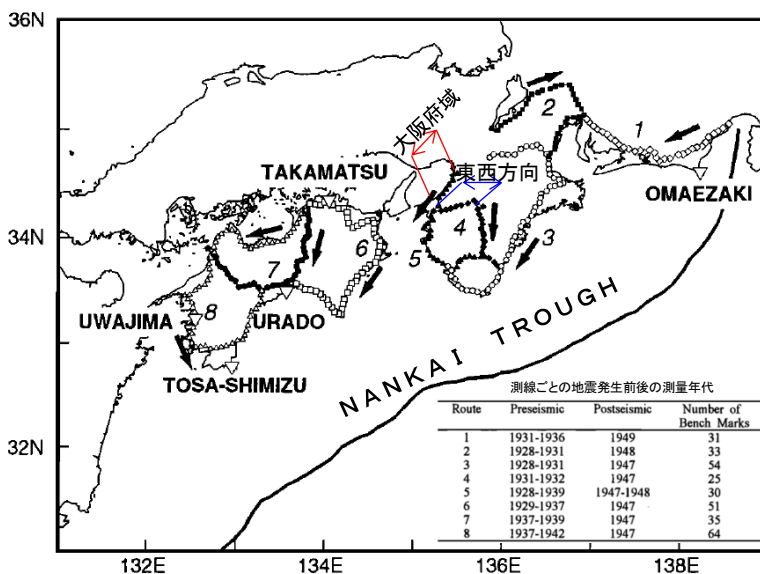 36N
34N
32N
132E
134E
136E
138E
大阪府域
東西方向
TAKAMATSU
OMAEZAKI
UWAJIMA
URADO
TOSA-SHIMIZU
NANKAI TROUGH
1
2
3
4
5
6
7
8
測線ごとの地震発生前後の測量年代
Route Preseismic Postseismic Number of
Bench Marks
1 1931-1936 1949 31
2 1928-1931 1948 33
3 1928-1931 1947 54
4 1931-1932 1947 25
5 1928-1939 1947-1948 30
6 1929-1937 1947 51
7 1937-1939 1947 35
8 1937-1942 1947 64